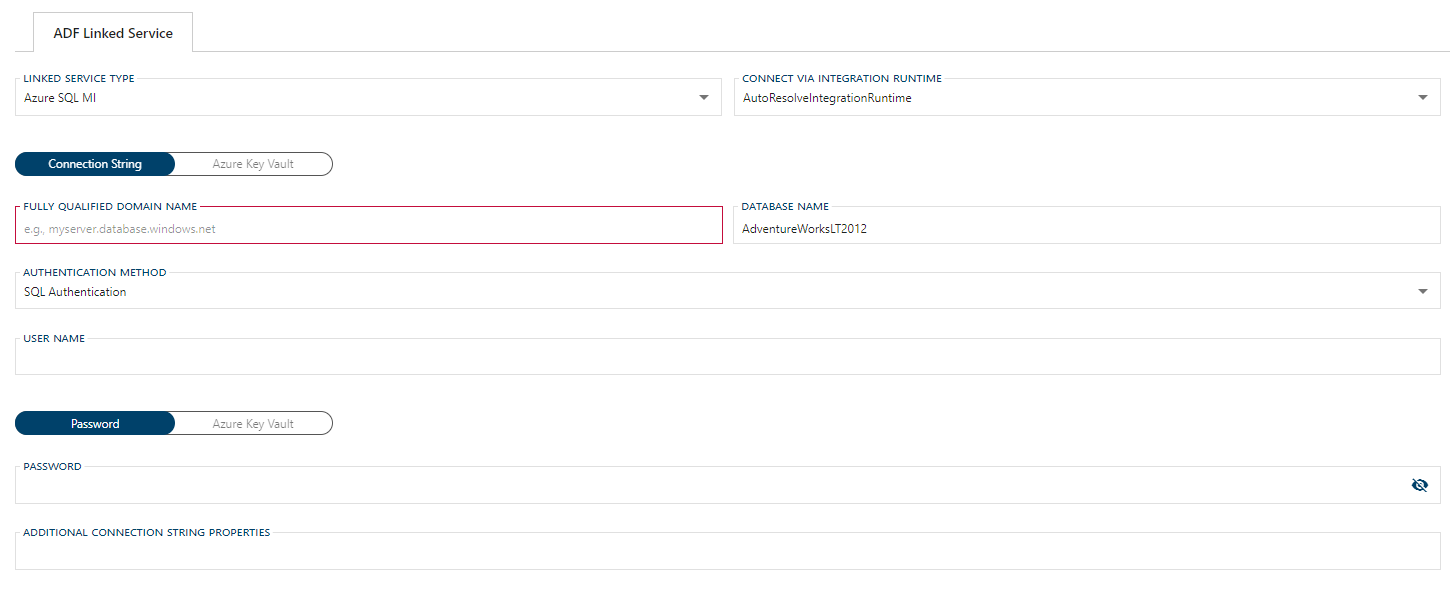 ADF Linked Service
LINKED SERVICE TYPE
Azure SQL MI
CONNECT VIA INTEGRATION RUNTIME
AutoResolveIntegrationRuntime
Connection String
Azure Key Vault
FULLY QUALIFIED DOMAIN NAME
e.g., myserver.database.windows.net
DATABASE NAME
AdventureWorksLT2012
AUTHENTICATION METHOD
SQL Authentication
USER NAME
Password
Azure Key Vault
PASSWORD
ADDITIONAL CONNECTION STRING PROPERTIES